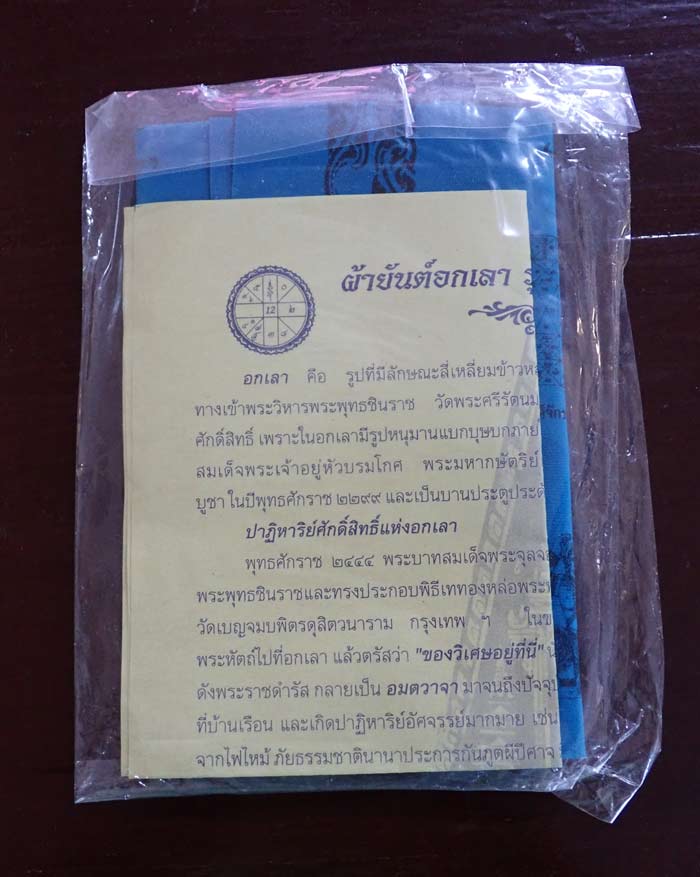 ผ้ายันต์อกเลา
12
อกเลา คือ รูปที่มีลักษณะสี่เหลี่ยมข้าวหล
ทางเข้าพระวิหารพระพุทธชินราช วัดพระศรีรัตนม
ศักดิ์สิทธิ์ เพราะในอกเลามีรูปหนุมานแบกบุษบกภาย
สมเด็จพระเจ้าอยู่หัวบรมโกศ พระมหากษัตริย์
บูชา ในปีพุทธศักราช ๒๒๙๙ และเป็นบานประตูประดั
ปาฏิหาริย์ศักดิ์สิทธิ์แห่งอกเลา
พุทธศักราช ๒๔๔๔ พระบาทสมเด็จพระจุลจอ
พระพุทธชินราชและทรงประกอบพิธีเททองหล่อพระพ
วัดเบญจมบพิตรดุสิตวนาราม กรุงเทพ ฯ ในข
พระหัตถ์ไปที่อกเลา แล้วตรัสว่า "ของวิเศษอยู่ที่นี่" นั
ดังพระราชดำรัส กลายเป็น อมตวาจา มาจนถึงปัจจุบ
ที่บ้านเรือน และเกิดปาฏิหาริย์อัศจรรย์มากมาย เช่น
จากไฟไหม้ ภัยธรรมชาตินานาประการกันภูตผีปีศาจ